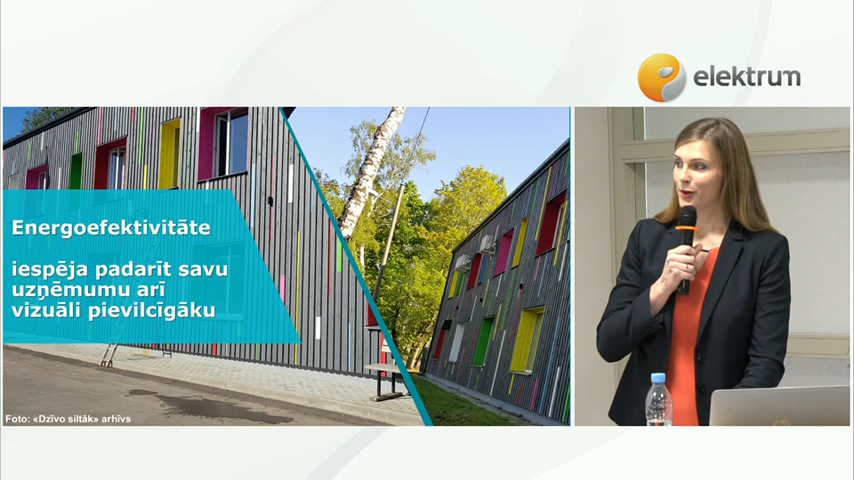 elektrum
Energoefektivitāte
iespēja padarīt savu
uzņēmumu arī
vizuāli pievilcīgāku
Foto: «Dzīvo siltāk» arhīvs